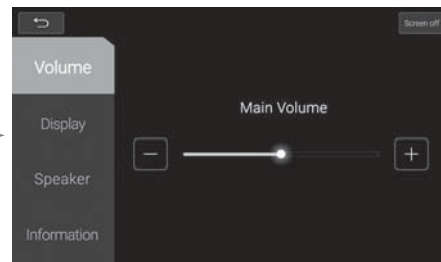 Screen off
Volume
Display
Speaker
Information
Main Volume